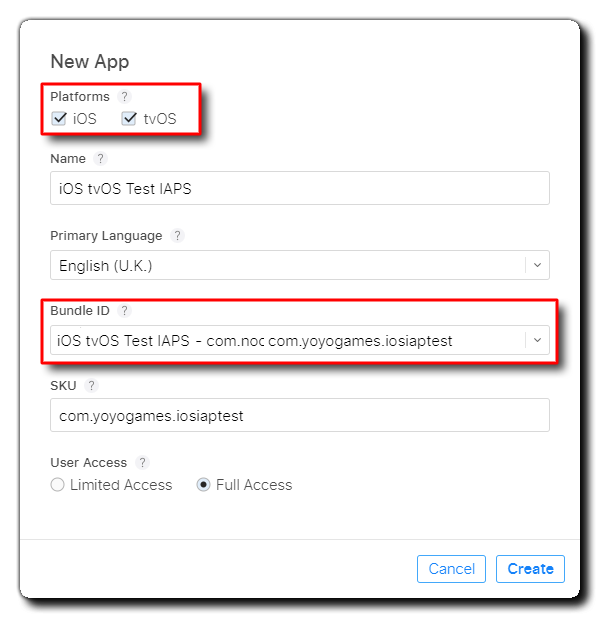 New App
Platforms ?
iOS tvOS
Name ?
iOS tvOS Test IAPS
Primary Language ?
English (U.K.)
Bundle ID ?
iOS tvOS Test IAPS - com.noc com.yoyogames.iosiaptest
SKU ?
com.yoyogames.iosiaptest
User Access ?
Limited Access Full Access
Cancel Create